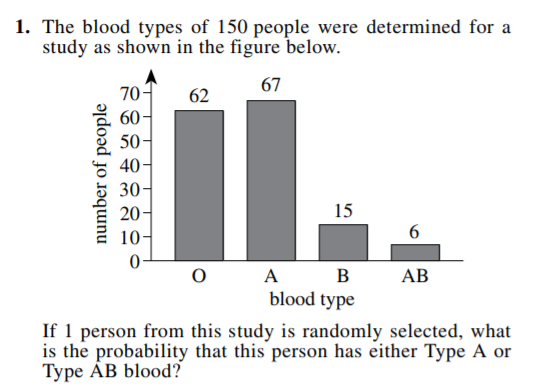 1. The blood types of 150 people were determined for a
study as shown in the figure below.
number of people
70
60
50
40
30
20
10
0
62
67
15
6
O A B AB
blood type
If 1 person from this study is randomly selected, what
is the probability that this person has either Type A or
Type AB blood?